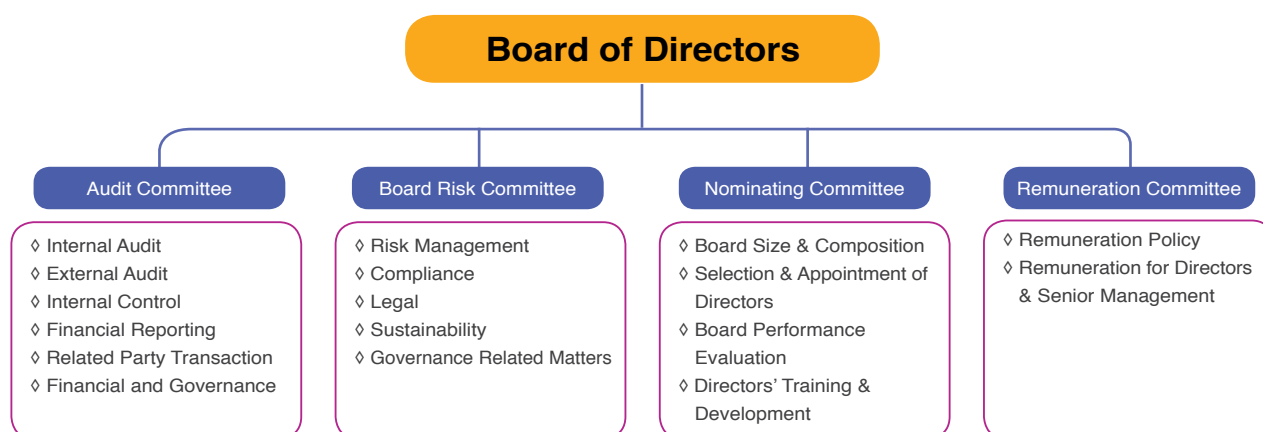 Board of Directors
Audit Committee
◊ Internal Audit
◊ External Audit
◊ Internal Control
◊ Financial Reporting
◊ Related Party Transaction
◊ Financial and Governance
Board Risk Committee
◊ Risk Management
◊ Compliance
◊ Legal
◊ Sustainability
◊ Governance Related Matters
Nominating Committee
◊ Board Size & Composition
◊ Selection & Appointment of
Directors
◊ Board Performance
Evaluation
◊ Directors’ Training &
Development
Remuneration Committee
◊ Remuneration Policy
◊ Remuneration for Directors
& Senior Management